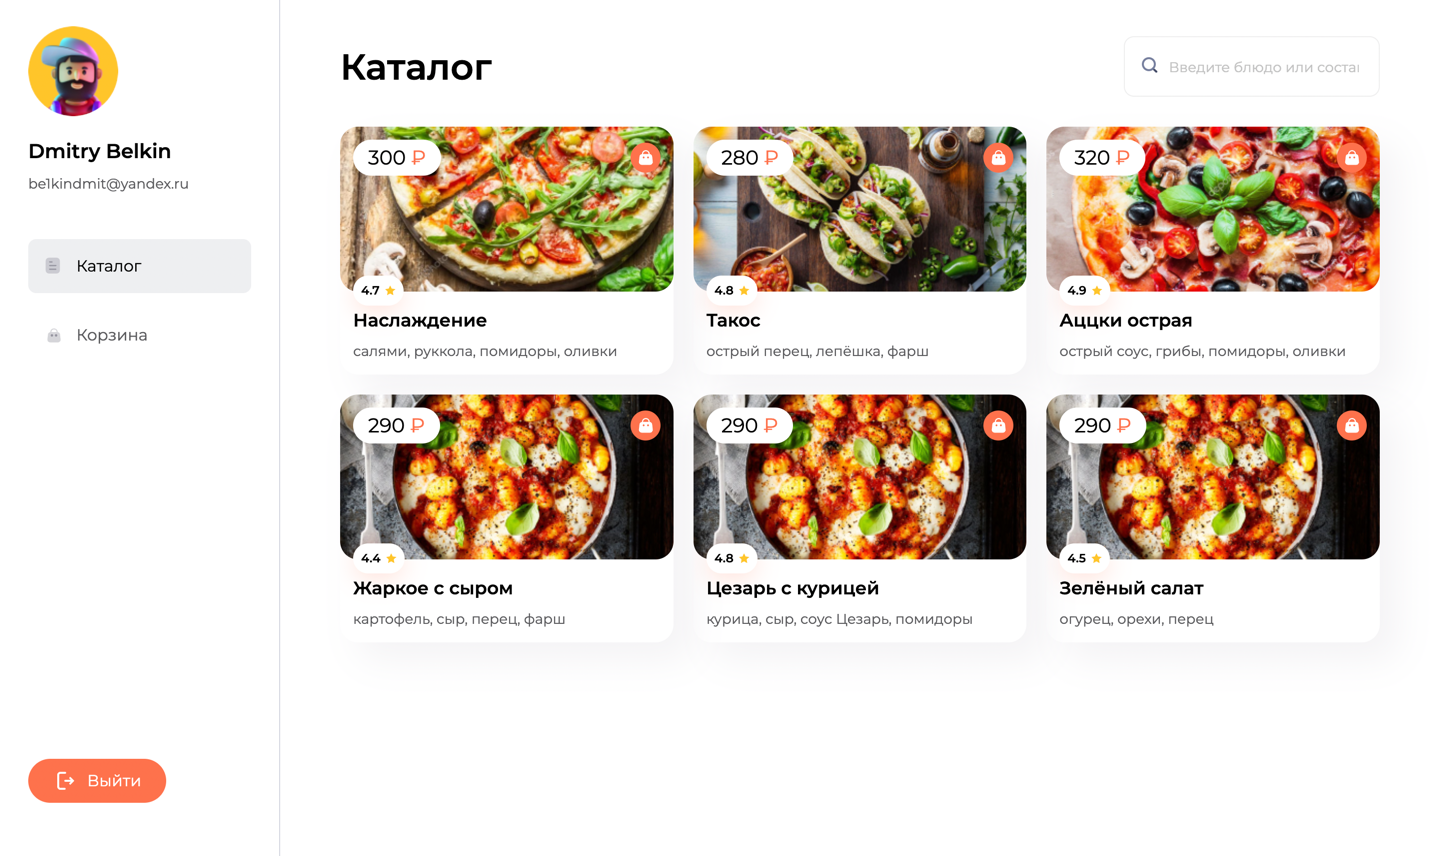 Dmitry Belkin
be1kindmit@yandex.ru
Каталог
Корзина
Выйти
Каталог
Введите блюдо или соста
300 ₽
4.7
Наслаждение
салями, руккола, помидоры, оливки
280 ₽
4.8
Такос
острый перец, лепёшка, фарш
320 ₽
4.9
Аццки острая
острый соус, грибы, помидоры, оливки
290 ₽
4.4
Жаркое с сыром
картофель, сыр, перец, фарш
290 ₽
4.8
Цезарь с курицей
курица, сыр, соус Цезарь, помидоры
290 ₽
4.5
Зелёный салат
огурец, орехи, перец